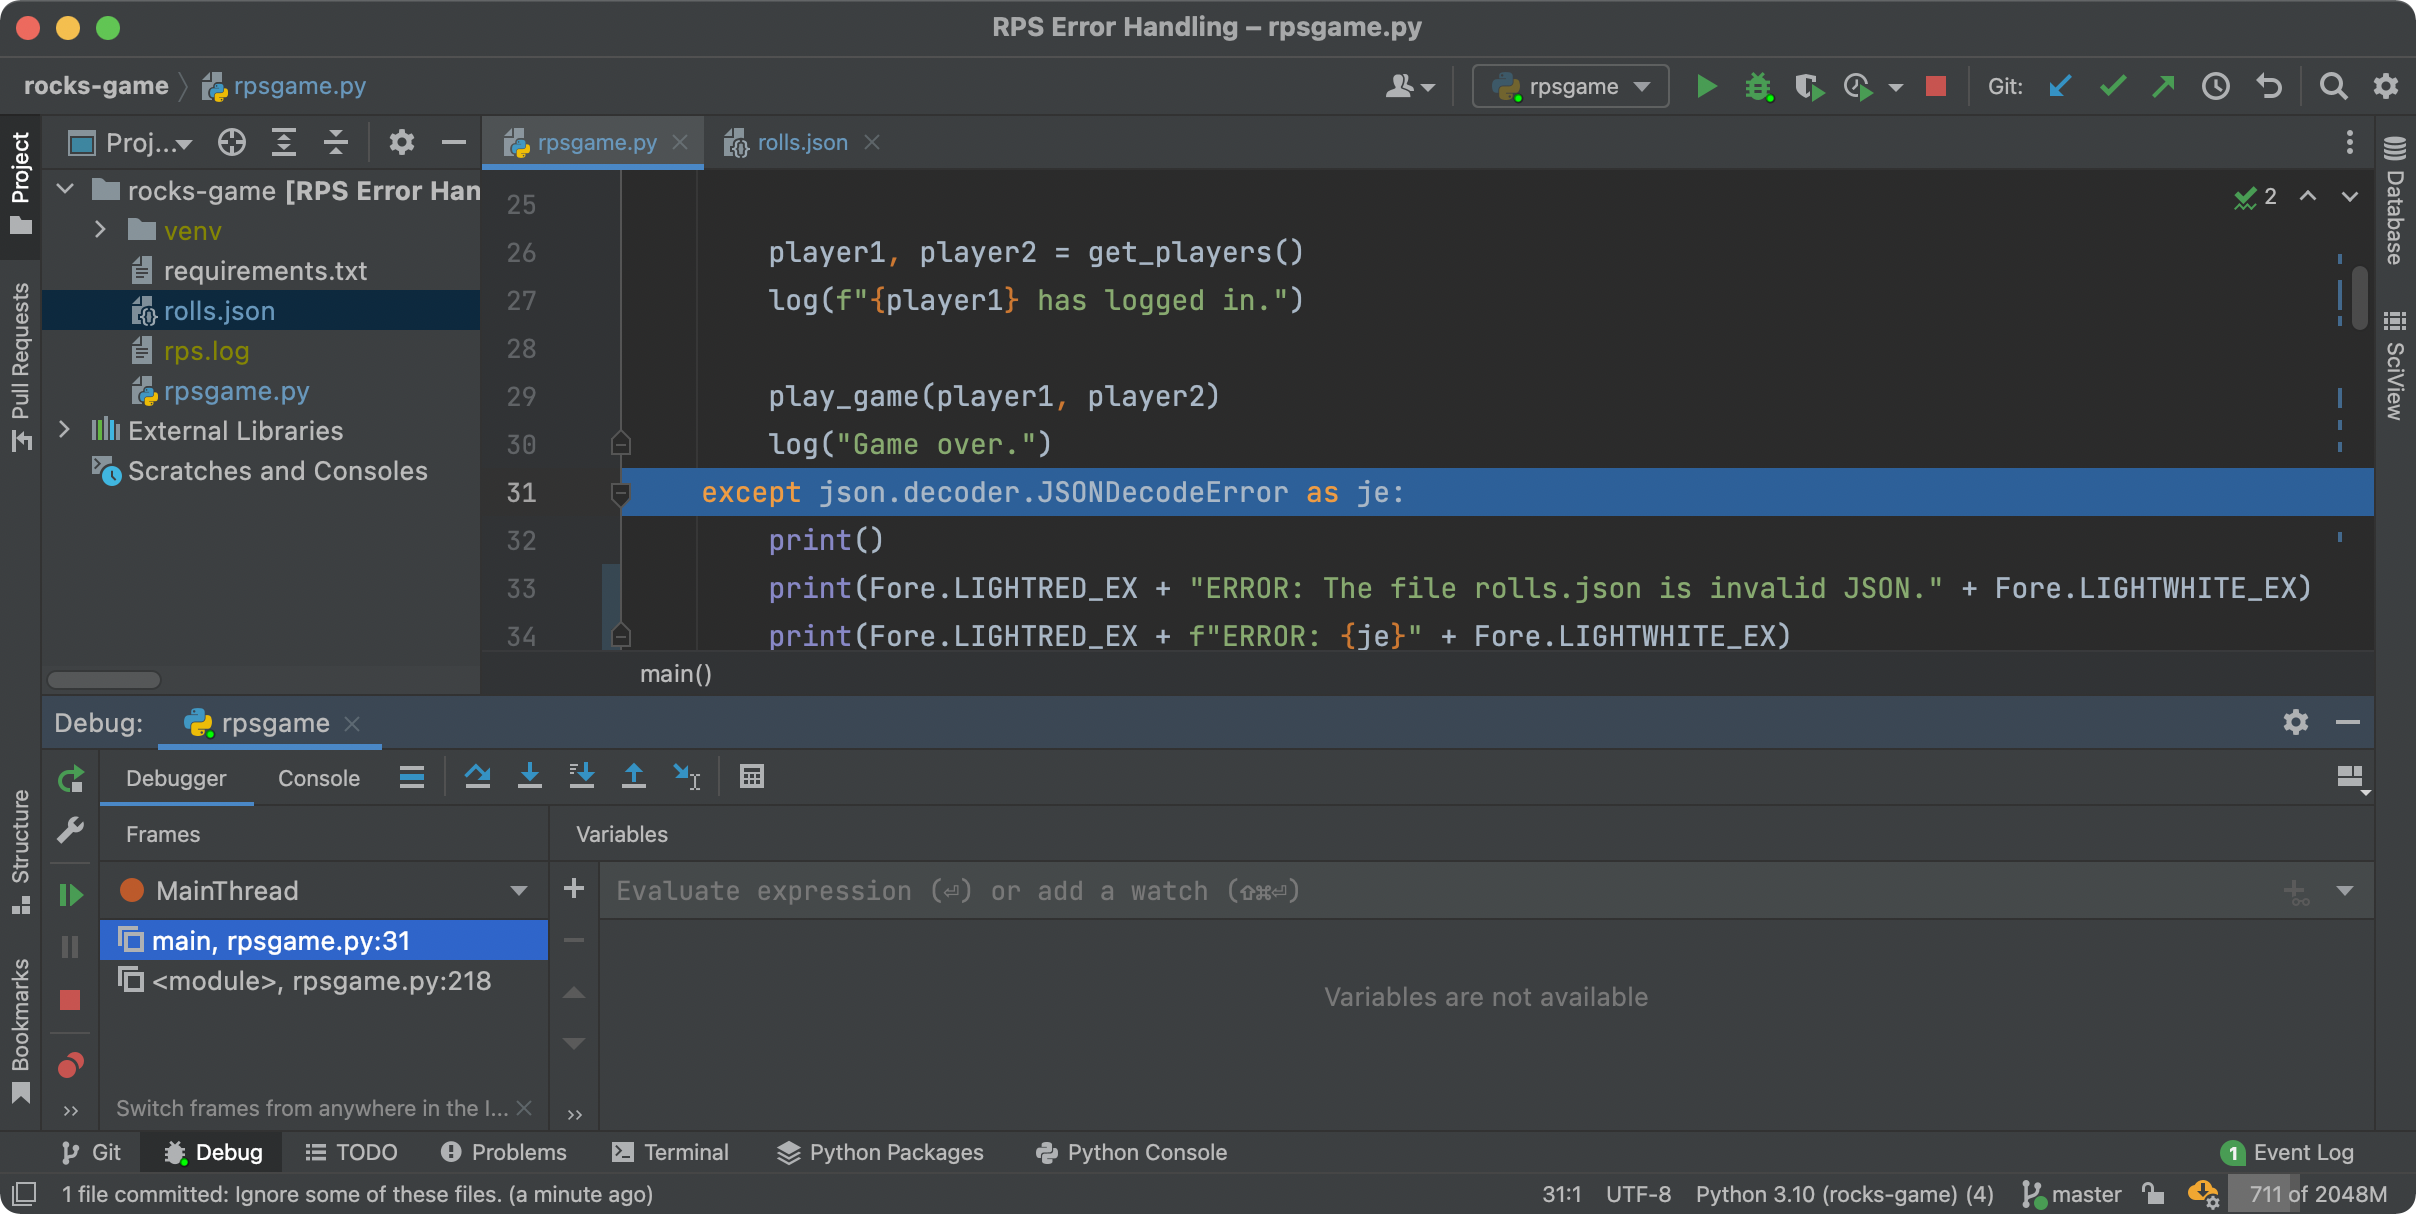 RPS Error Handling – rpsgame.py
rocks-game
rpsgame.py
rpsgame
Git:
Project
Pull Requests
Structure
Bookmarks
Proj...
rocks-game [RPS Error Han
venv
requirements.txt
rolls.json
rps.log
rpsgame.py
External Libraries
Scratches and Consoles
rpsgame.py
rolls.json
2
25
26 player1, player2 = get_players()
27 log(f"{player1} has logged in.")
28
29 play_game(player1, player2)
30 log("Game over.")
31 except json.decoder.JSONDecodeError as je:
32 print()
33 print(Fore.LIGHTRED_EX + "ERROR: The file rolls.json is invalid JSON." + Fore.LIGHTWHITE_EX)
34 print(Fore.LIGHTRED_EX + f"ERROR: {je}" + Fore.LIGHTWHITE_EX)
main()
Database
SciView
Debug:
rpsgame
Debugger
Console
Frames
Variables
MainThread
main, rpsgame.py:31
<module>, rpsgame.py:218
Switch frames from anywhere in the I...
Evaluate expression (⏎) or add a watch (⇧⌘⏎)
Variables are not available
Git
Debug
TODO
Problems
Terminal
Python Packages
Python Console
1 Event Log
1 file committed: Ignore some of these files. (a minute ago)
31:1
UTF-8
Python 3.10 (rocks-game) (4)
master
711 of 2048M